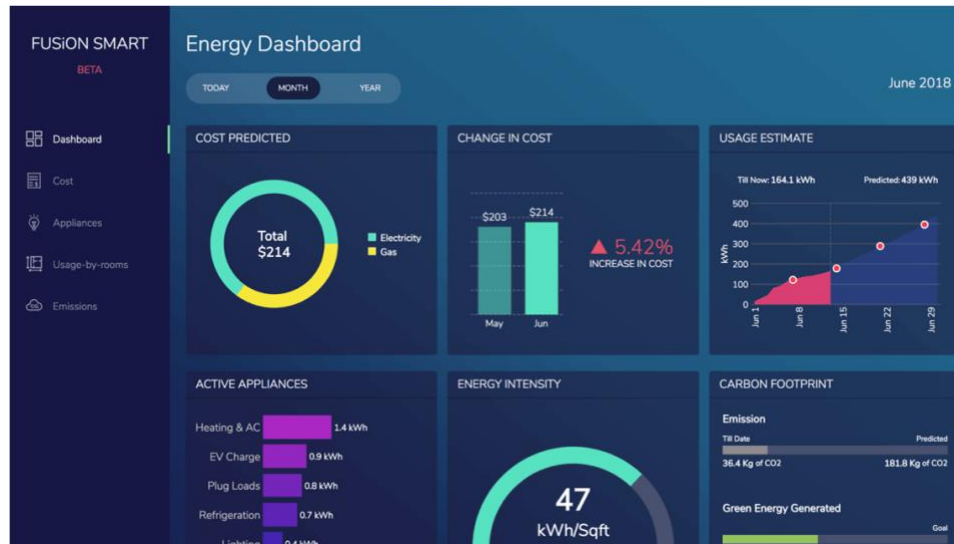 FUSiON SMART
BETA
Dashboard
Cost
Appliances
Usage-by-rooms
Emissions
Energy Dashboard
TODAY MONTH YEAR
June 2018
COST PREDICTED
Total
$214
Electricity
Gas
CHANGE IN COST
$203 $214
May Jun
5.42%
INCREASE IN COST
USAGE ESTIMATE
Till Now: 164.1 kWh Predicted: 439 kWh
kWh
500
400
300
200
100
0
Jun 1 Jun 8 Jun 15 Jun 22 Jun 29
ACTIVE APPLIANCES
Heating & AC 1.4 kWh
EV Charge 0.9 kWh
Plug Loads 0.8 kWh
Refrigeration 0.7 kWh
Lighting 0.4 kWh
ENERGY INTENSITY
47
kWh/Sqft
CARBON FOOTPRINT
Emission
Till Date Predicted
36.4 Kg of CO2 181.8 Kg of CO2
Green Energy Generated
Goal